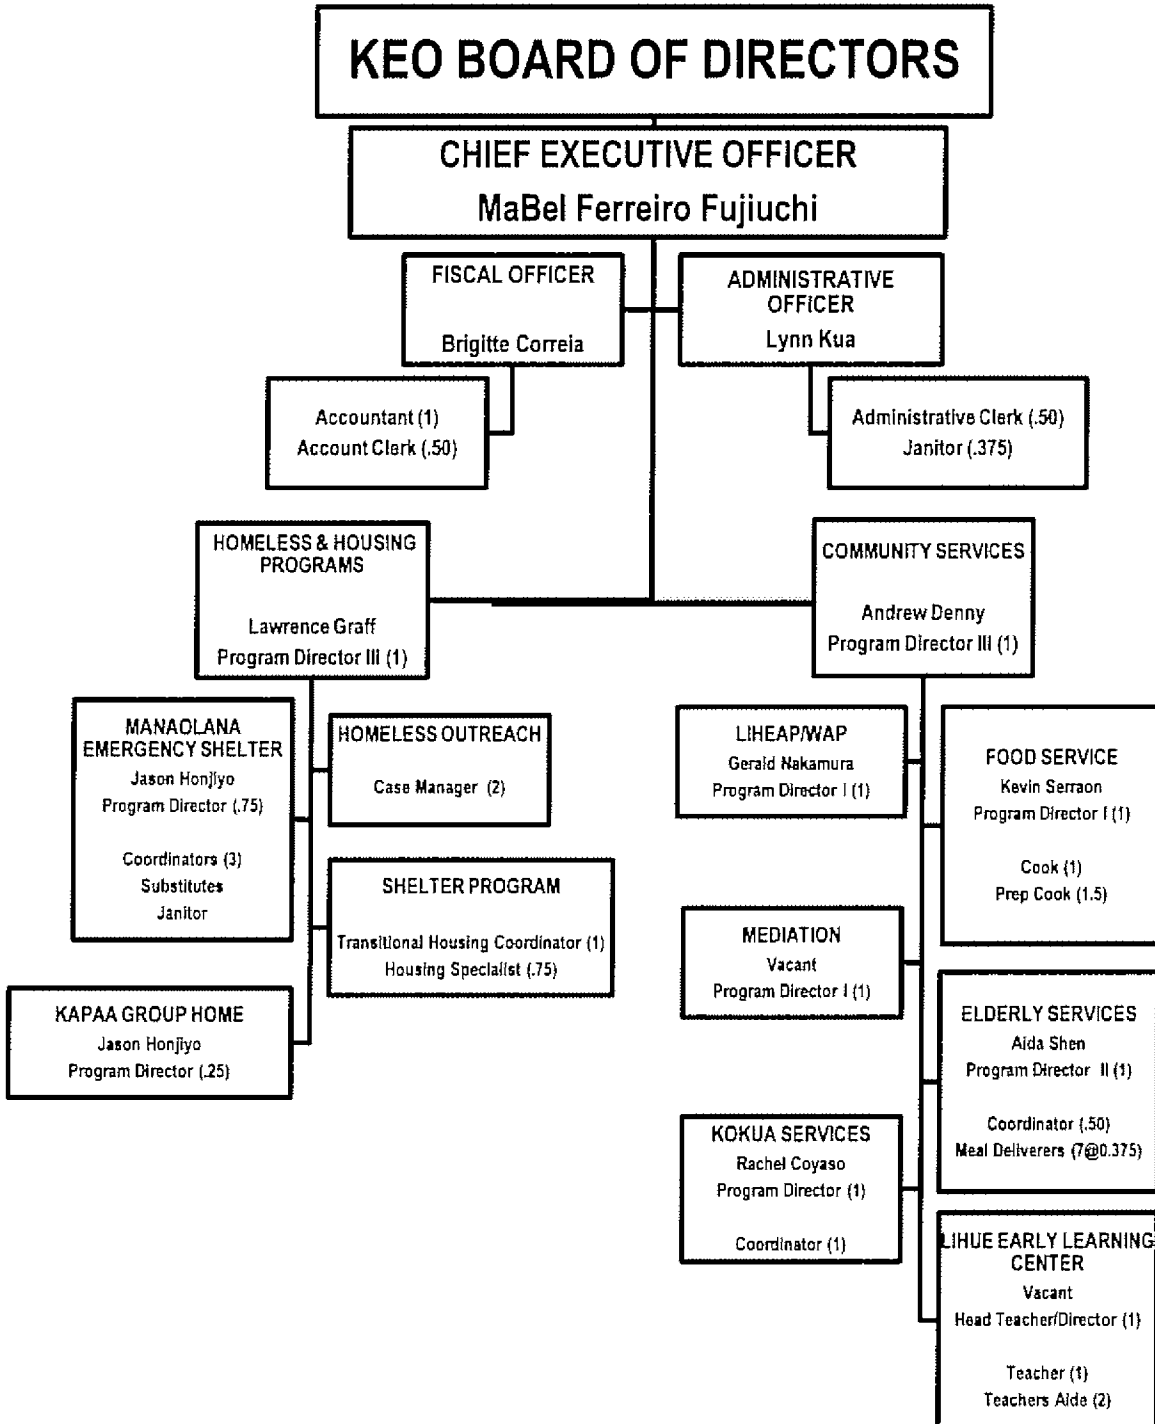 KEO BOARD OF DIRECTORS
CHIEF EXECUTIVE OFFICER
MaBel Ferreiro Fujiuchi
FISCAL OFFICER
Brigitte Correia
ADMINISTRATIVE
OFFICER
Lynn Kua
Accountant (1)
Account Clerk (.50)
Administrative Clerk (.50)
Janitor (.375)
HOMELESS & HOUSING
PROGRAMS
Lawrence Graff
Program Director III (1)
COMMUNITY SERVICES
Andrew Denny
Program Director III (1)
MANAOLANA
EMERGENCY SHELTER
Jason Honjiyo
Program Director (.75)
Coordinators (3)
Substitutes
Janitor
HOMELESS OUTREACH
Case Manager (2)
SHELTER PROGRAM
Transitional Housing Coordinator (1)
Housing Specialist (.75)
KAPAA GROUP HOME
Jason Honjiyo
Program Director (.25)
LIHEAP/WAP
Gerald Nakamura
Program Director I (1)
FOOD SERVICE
Kevin Serraon
Program Director I (1)
Cook (1)
Prep Cook (1.5)
MEDIATION
Vacant
Program Director I (1)
ELDERLY SERVICES
Aida Shen
Program Director II (1)
Coordinator (.50)
Meal Deliverers (7@0.375)
KOKUA SERVICES
Rachel Coyaso
Program Director (1)
Coordinator (1)
LIHUE EARLY LEARNING
CENTER
Vacant
Head Teacher/Director (1)
Teacher (1)
Teachers Aide (2)